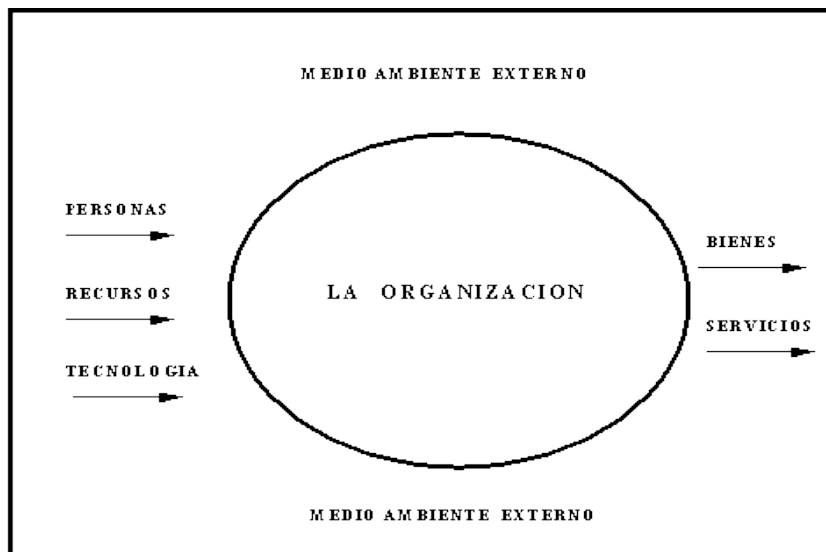 MEDIO AMBIENTE EXTERNO
PERSONAS
BIENES
RECURSOS
LA ORGANIZACION
SERVICIOS
TECNOLOGIA
MEDIO AMBIENTE EXTERNO